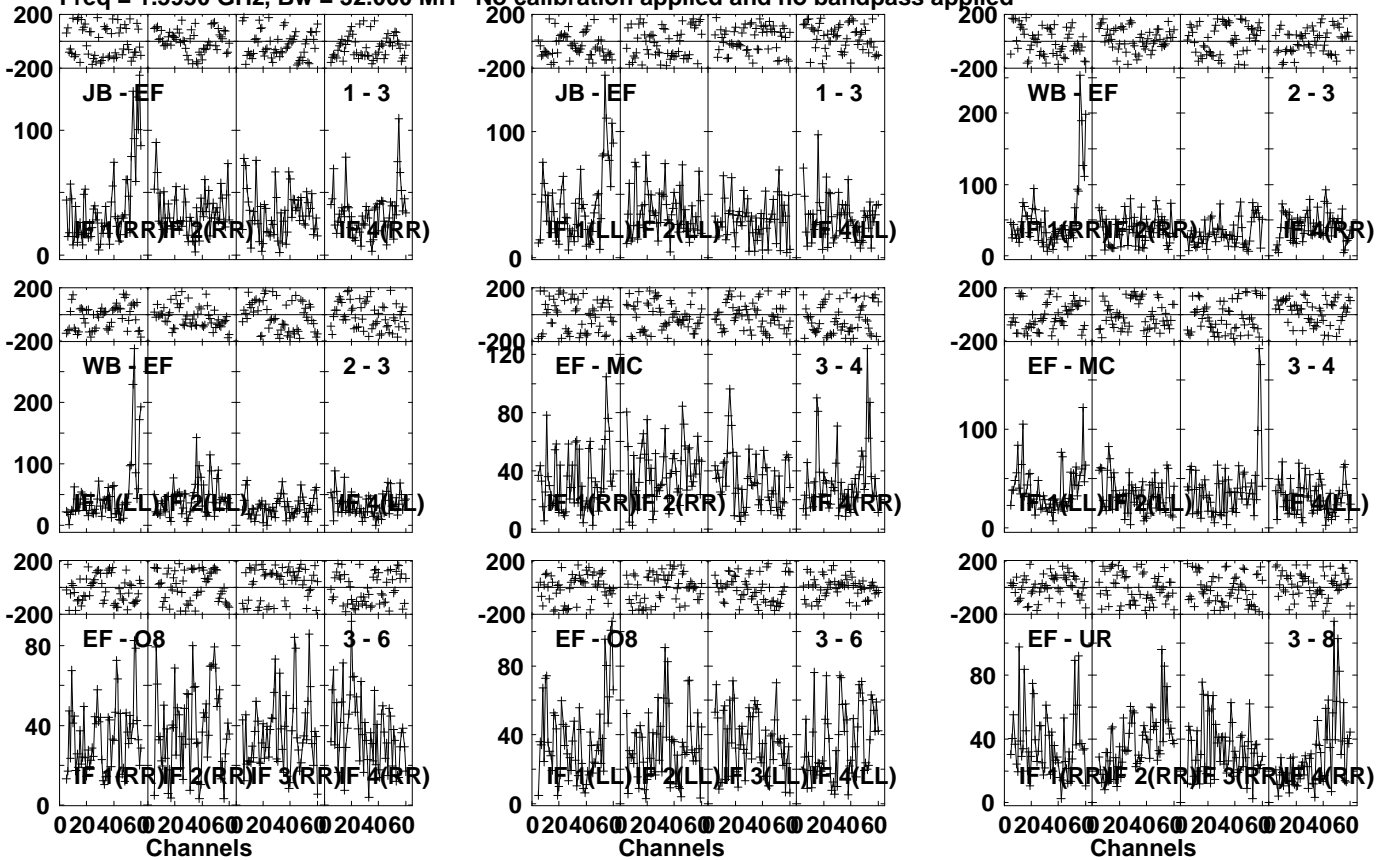 Freq = 1.5950 GHz, Bw = 32.000 MH No calibration applied and no bandpass applied
200
-200
JB - EF 1 - 3
100
0
IF 1(RR) IF 2(RR) IF 4(RR)
JB - EF 1 - 3
100
0
IF 1(LL) IF 2(LL) IF 4(LL)
200
-200
WB - EF 2 - 3
200
100
0
IF 1(RR) IF 2(RR) IF 4(RR)
200
-200
WB - EF 2 - 3
200
100
0
IF 1(LL) IF 2(LL) IF 4(LL)
120
EF - MC 3 - 4
80
40
0
IF 1(RR) IF 2(RR) IF 4(RR)
200
-200
EF - MC 3 - 4
100
0
IF 1(LL) IF 2(LL) IF 4(LL)
200
-200
EF - O8 3 - 6
80
40
0
IF 1(RR) IF 2(RR) IF 3(RR) IF 4(RR)
EF - O8 3 - 6
80
40
0
IF 1(LL) IF 2(LL) IF 3(LL) IF 4(LL)
200
-200
EF - UR 3 - 8
80
40
0
IF 1(RR) IF 2(RR) IF 3(RR) IF 4(RR)
0 20 40 60 0 20 40 60 0 20 40 60 0 20 40 60
Channels
0 20 40 60 0 20 40 60 0 20 40 60 0 20 40 60
Channels
0 20 40 60 0 20 40 60 0 20 40 60 0 20 40 60
Channels